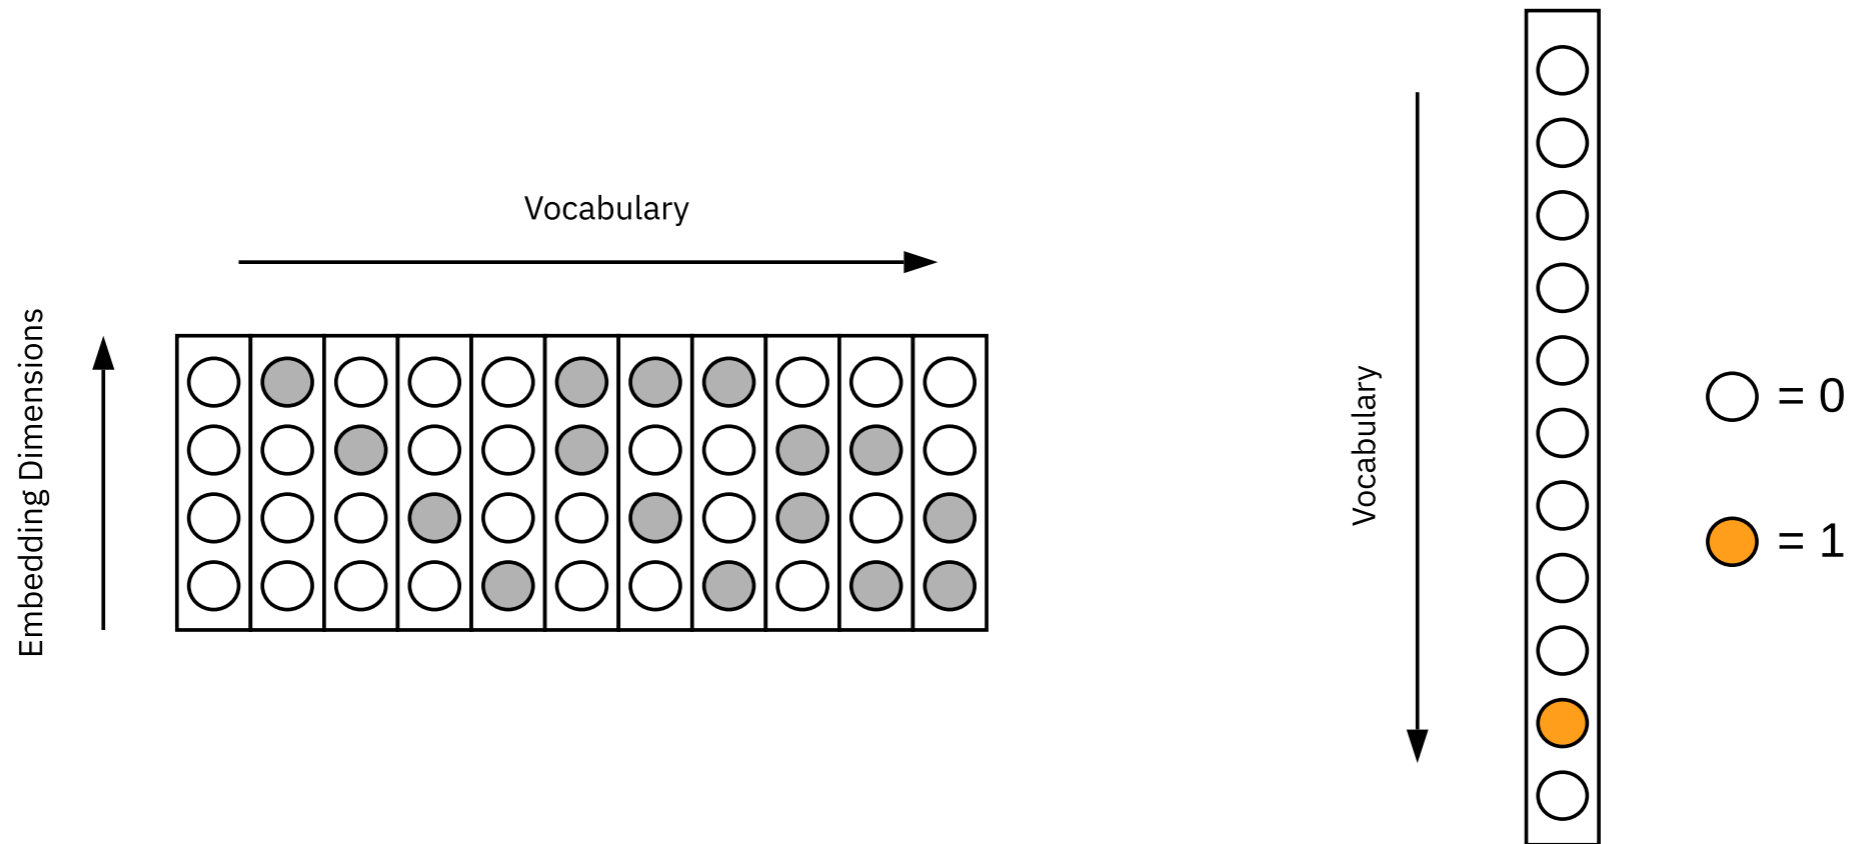 Vocabulary
Embedding Dimensions
Vocabulary
= 0
= 1